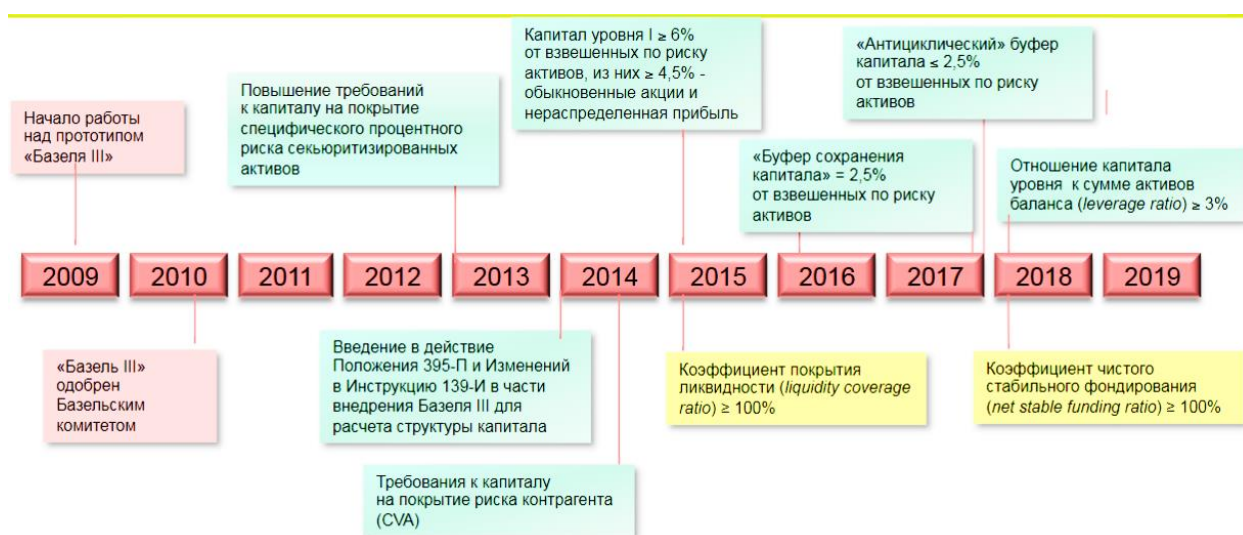 Начало работы
над прототипом
«Базеля III»
Повышение требований
к капиталу на покрытие
специфического процентного
риска секьюритизированных
активов
Капитал уровня I ≥ 6%
от взвешенных по риску
активов, из них ≥ 4,5% -
обыкновенные акции и
нераспределенная прибыль
«Буфер сохранения
капитала» = 2,5%
от взвешенных по риску
активов
«Антициклический» буфер
капитала ≤ 2,5%
от взвешенных по риску
активов
Отношение капитала
уровня к сумме активов
баланса (leverage ratio) ≥ 3%
2009 2010 2011 2012 2013 2014 2015 2016 2017 2018 2019
«Базель III»
одобрен
Базельским
комитетом
Введение в действие
Положения 395-П и Изменений
в Инструкцию 139-И в части
внедрения Базеля III для
расчета структуры капитала
Требования к капиталу
на покрытие риска контрагента
(CVA)
Коэффициент покрытия
ликвидности (liquidity coverage
ratio) ≥ 100%
Коэффициент чистого
стабильного фондирования
(net stable funding ratio) ≥ 100%